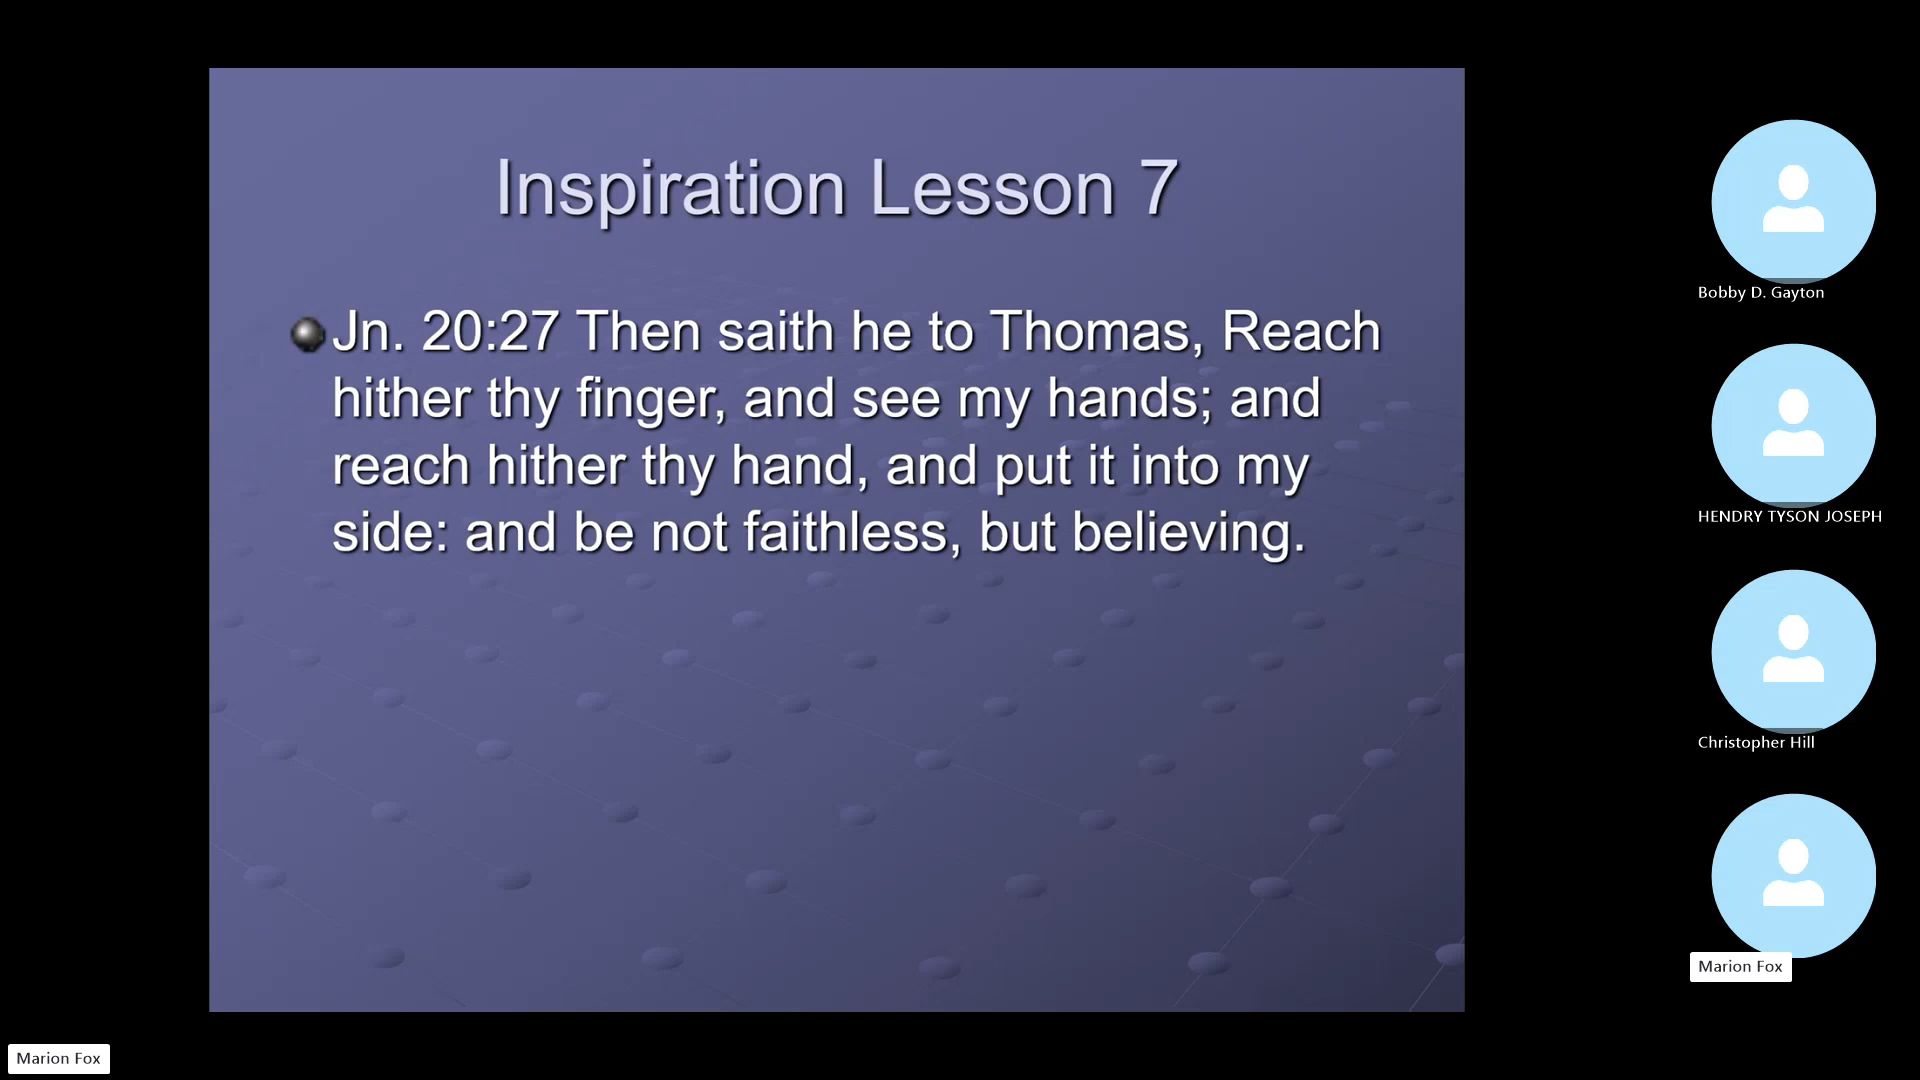 Inspiration Lesson 7
Jn. 20:27 Then saith he to Thomas, Reach
hither thy finger, and see my hands; and
reach hither thy hand, and put it into my
side: and be not faithless, but believing.
Bobby D. Gayton
HENDRY TYSON JOSEPH
Christopher Hill
Marion Fox
Marion Fox